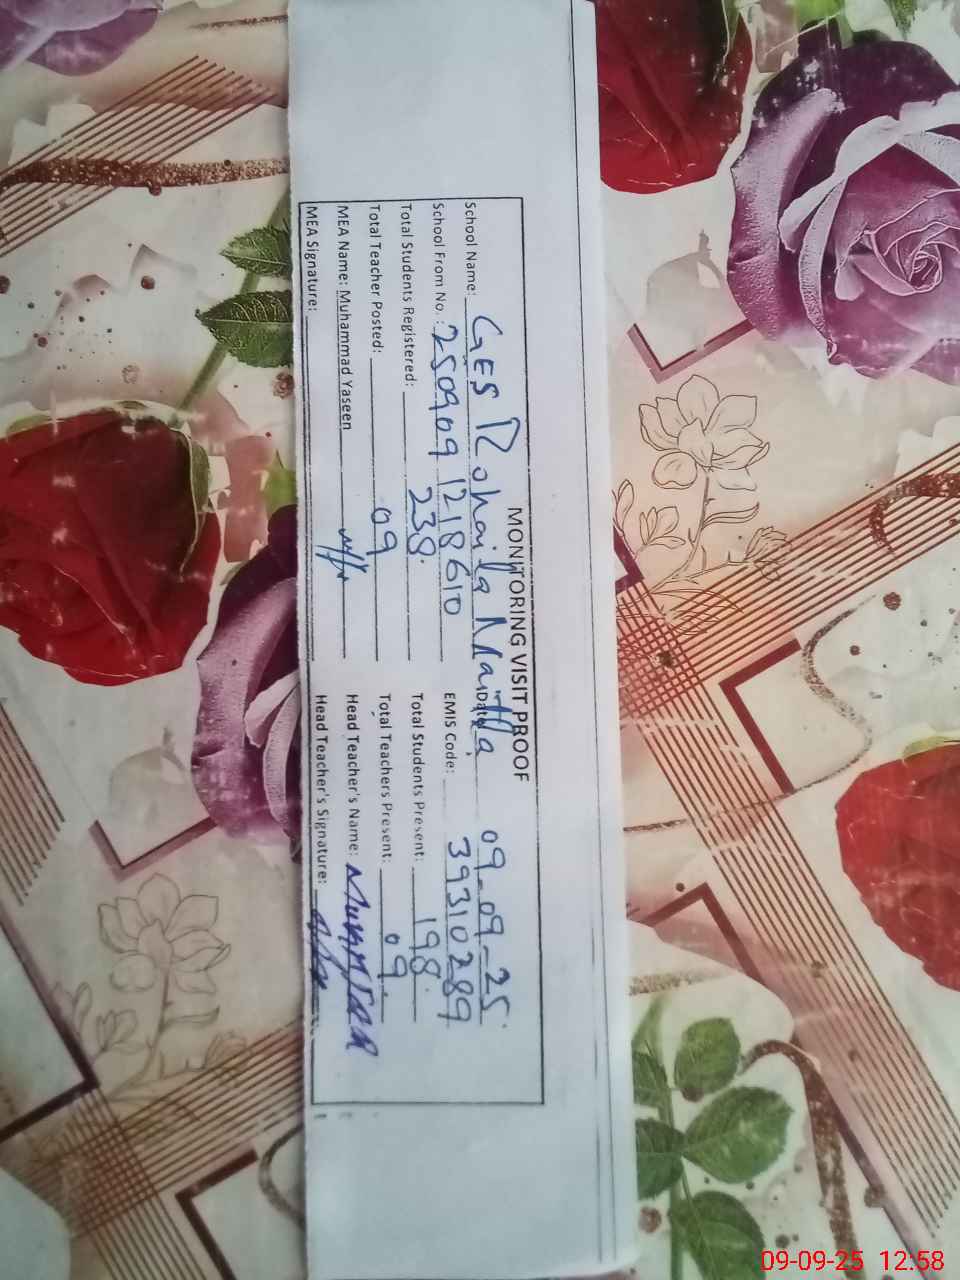 MONITORING VISIT PROOF
School Name: GES Rohaila Date: 09-09-25
School From No.: 250909 1218610 EMIS Code: 39310289
Total Students Registered: 238 Total Students Present: 198
Total Teacher Posted: 09 Total Teachers Present: 09
MEA Name: Muhammad Yaseen Head Teacher's Name:
MEA Signature: Head Teacher's Signature:
09-09-25 12:58